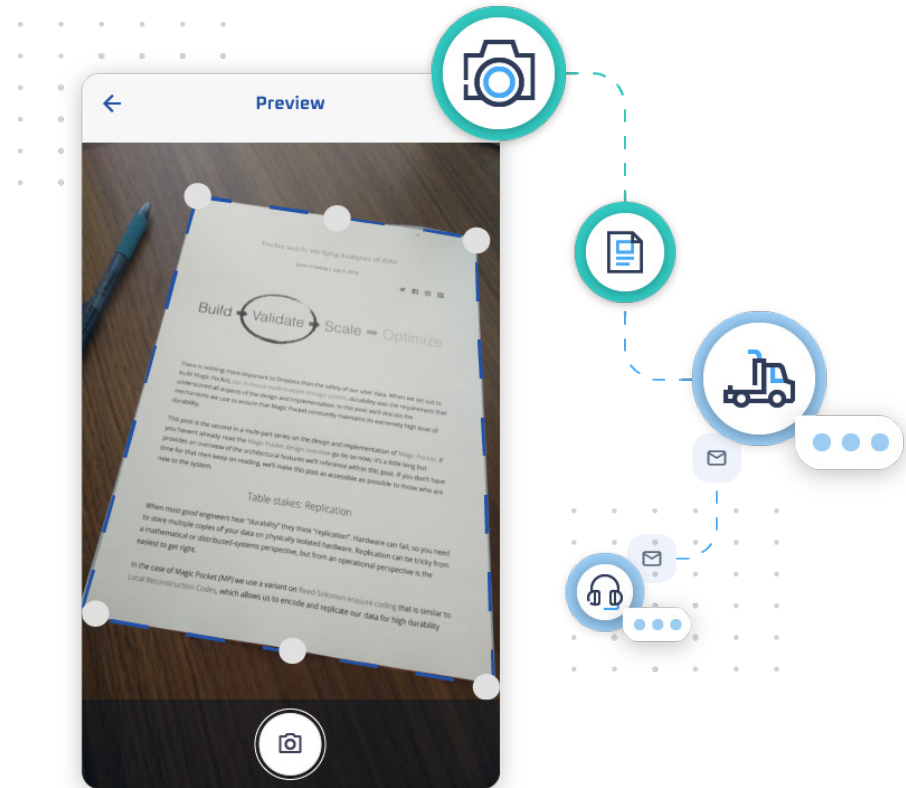 Preview
Pocket watch: Verifying exabytes of data
James Cowling | July 6, 2016
Build Validate Scale Optimize
There is nothing more important to Dropbox than the safety of our user data. When we set out to
build Magic Pocket, our in-house multi-exabyte storage system, durability was the requirement that
underscored all aspects of the design and implementation. In this post we'll discuss the
mechanisms we use to ensure that Magic Pocket constantly maintains its extremely high level of
durability.
This post is the second in a multi-part series on the design and implementation of Magic Pocket. If
you haven't already read the Magic Pocket design overview go do so now; it's a little long but
provides an overview of the architectural features we'll reference within this post. If you don't have
time for that then keep on reading, we'll make this post as accessible as possible to those who are
new to the system.
Table-stakes: Replication
When most good engineers hear "durability" they think "replication". Hardware can fail, so you need
to store multiple copies of your data on physically isolated hardware. Replication can be tricky from
a mathematical or distributed-systems perspective, but from an operational perspective is the
easiest to get right.
In the case of Magic Pocket (MP) we use a variant on Reed-Solomon erasure coding that is similar to
Local Reconstruction Codes, which allows us to encode and replicate our data for high durability